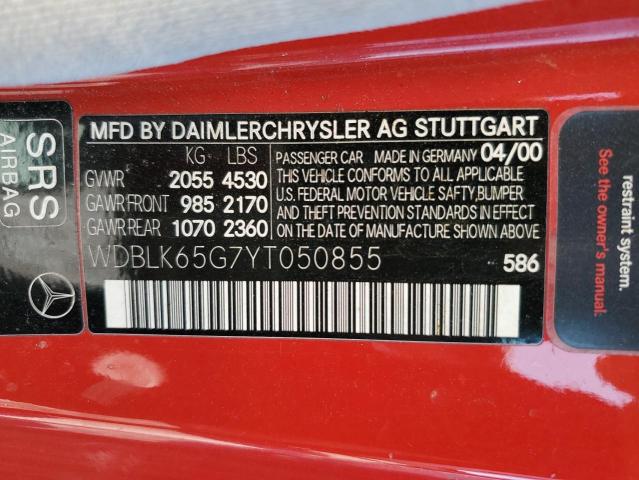 MFD BY DAIMLERCHRYSLER AG STUTTGART
KG LBS
GVWR 2055 4530
GAWR FRONT 985 2170
GAWR REAR 1070 2360
PASSENGER CAR MADE IN GERMANY 04/00
THIS VEHICLE CONFORMS TO ALL APPLICABLE
U.S. FEDERAL MOTOR VEHICLE SAFTY,BUMPER
AND THEFT PREVENTION STANDARDS IN EFFECT
ON THE DATE OF MANUFACTURE SHOWN ABOVE.
WDBLK65G7YT050855
586
SRS
AIRBAG
restraint system.
See the owner's manual.